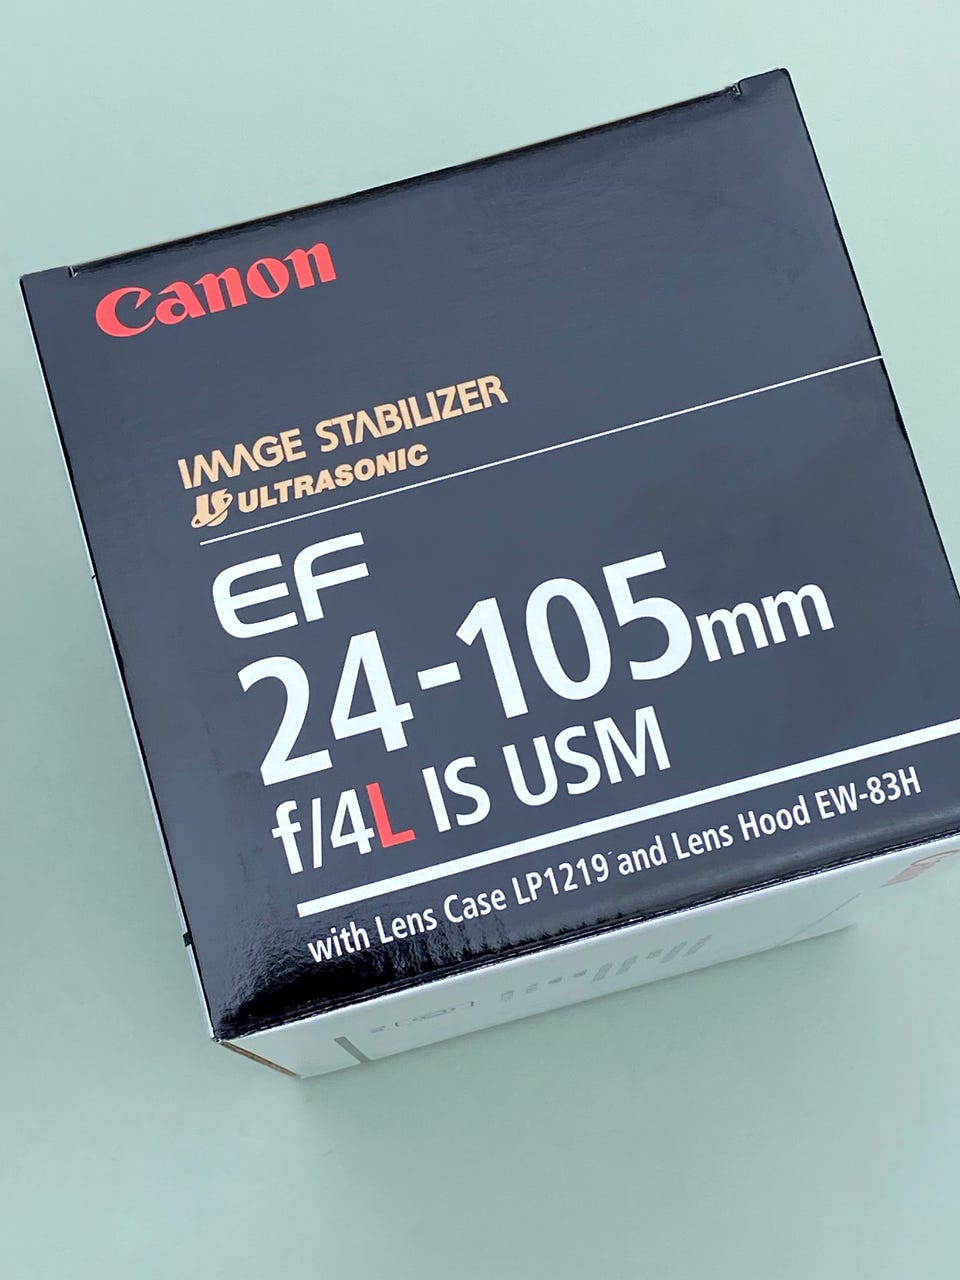 Canon
IMAGE STABILIZER
ULTRASONIC
EF
24-105mm
f/4L IS USM
with Lens Case LP1219 and Lens Hood EW-83H